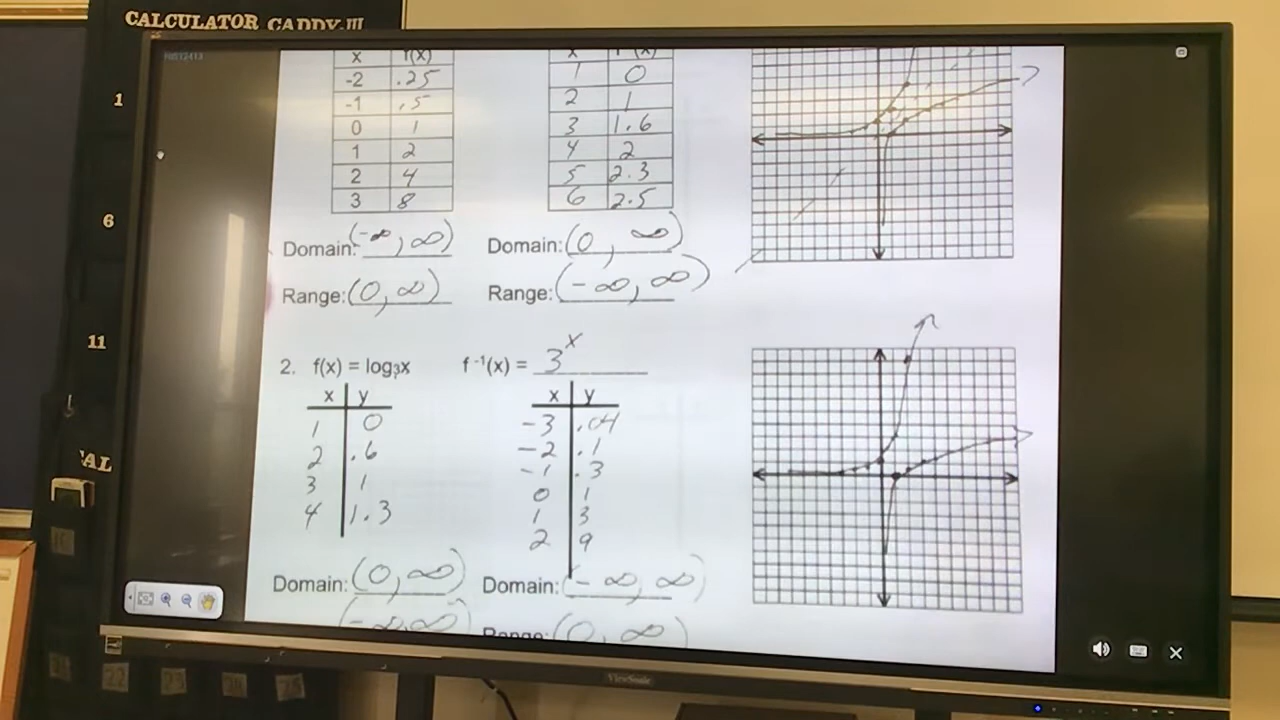 CALCULATOR CADDY-III
x f(x)
-2 .25
-1 .5
0 1
1 2
2 4
3 8
x
1 0
2 1
3 1.6
4 2
5 2.3
6 2.5
Domain: (-∞, ∞) Domain: (0, ∞)
Range: (0, ∞) Range: (-∞, ∞)
2. f(x) = log₃x f⁻¹(x) = 3ˣ
x y
1 0
2 .6
3 1
4 1.3
x y
-3 .04
-2 .1
-1 .3
0 1
1 3
2 9
Domain: (0, ∞) Domain: (-∞, ∞)
(-∞, ∞) Range: (0, ∞)
1
6
11
ViewSonic
22
23